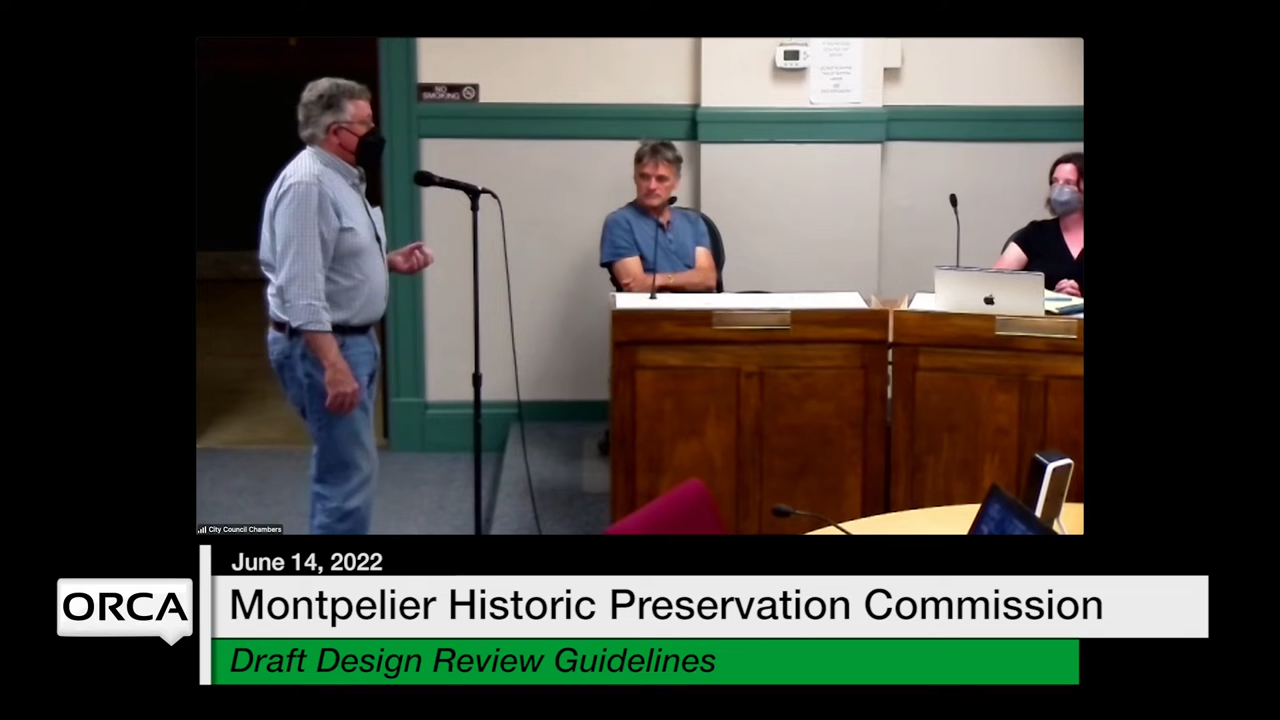 NO
SMOKING
City Council Chambers
June 14, 2022
ORCA
Montpelier Historic Preservation Commission
Draft Design Review Guidelines